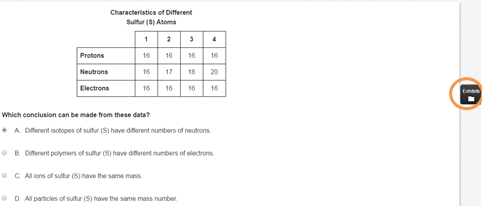 Characteristics of Different
Sulfur (S) Atoms
1 2 3 4
Protons 16 16 16 16
Neutrons 16 17 18 20
Electrons 16 16 16 16
Exhibits
Which conclusion can be made from these data?
A. Different isotopes of sulfur (S) have different numbers of neutrons.
B. Different polymers of sulfur (S) have different numbers of electrons.
C. All ions of sulfur (S) have the same mass.
D. All particles of sulfur (S) have the same mass number.